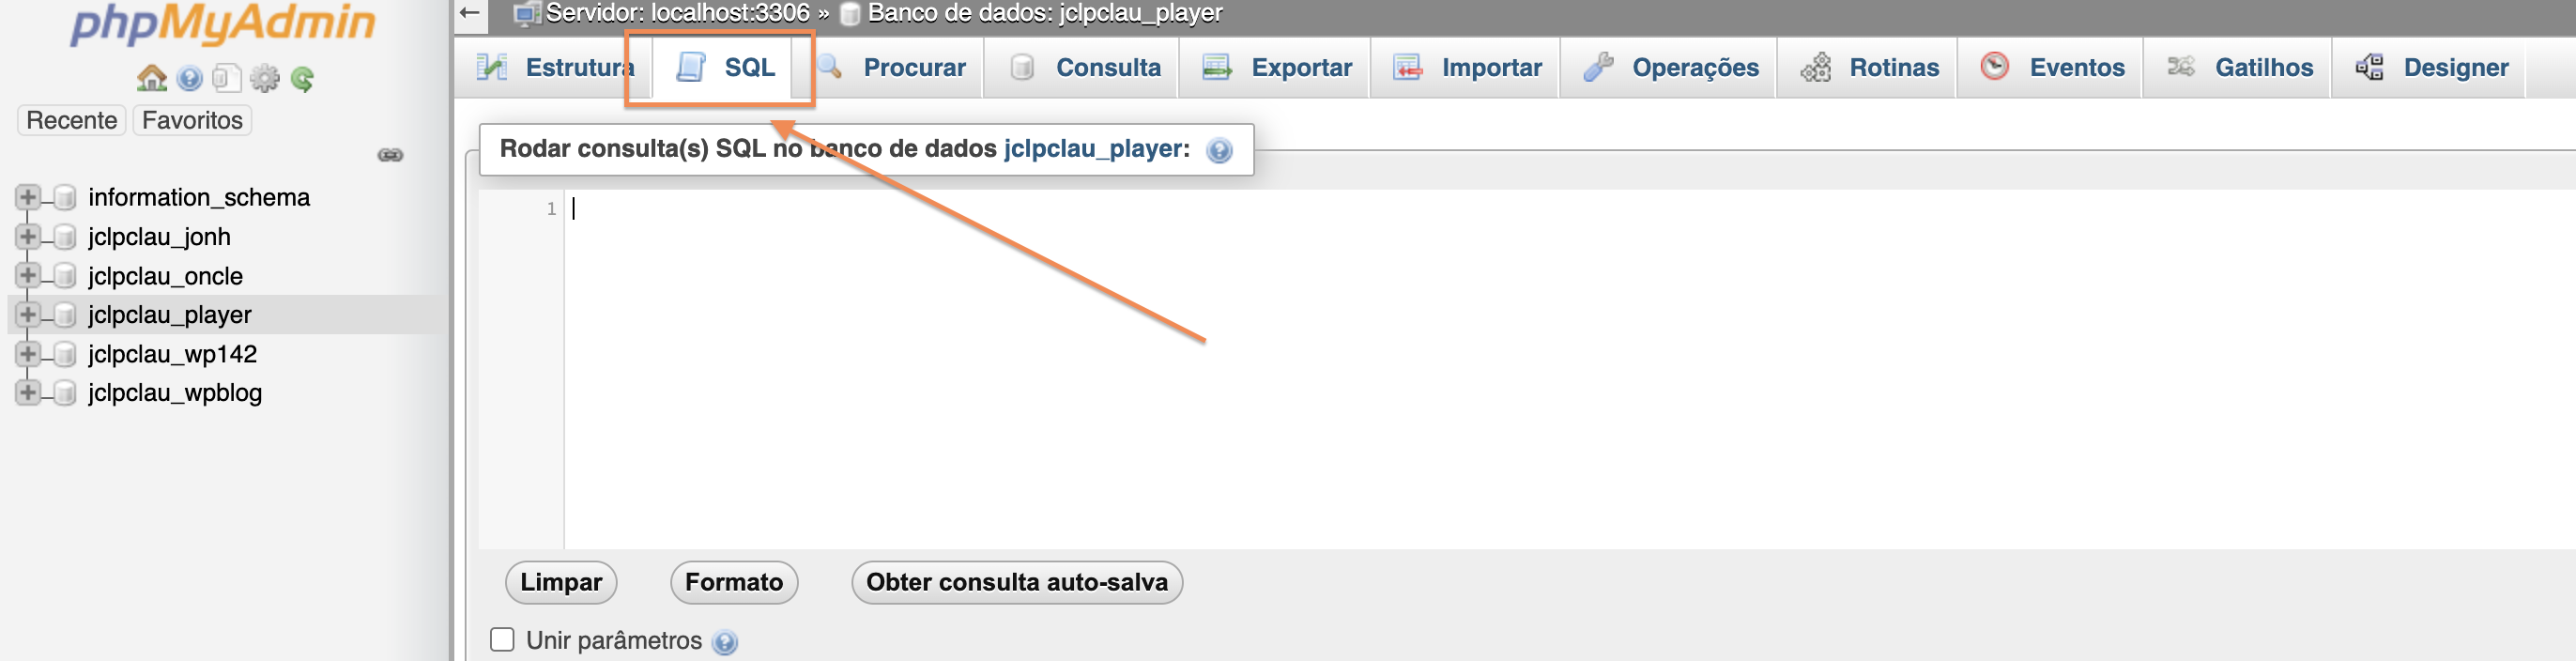 phpMyAdmin
Recente Favoritos
information_schema
jclpclau_jonh
jclpclau_oncle
jclpclau_player
jclpclau_wp142
jclpclau_wpblog
Servidor: localhost:3306 » Banco de dados: jclpclau_player
Estrutura SQL Procurar Consulta Exportar Importar Operações Rotinas Eventos Gatilhos Designer
Rodar consulta(s) SQL no banco de dados jclpclau_player:
1
Limpar Formato Obter consulta auto-salva
Unir parâmetros